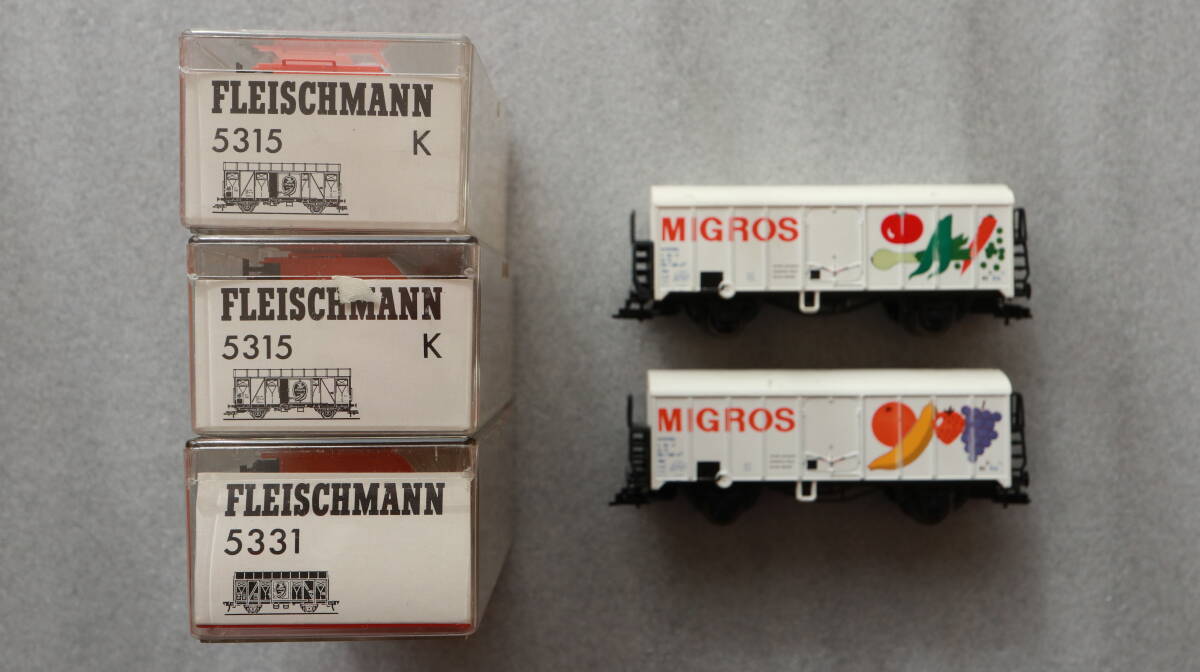 FLEISCHMANN
5315 K
FLEISCHMANN
5315 K
FLEISCHMANN
5331
MIGROS
MIGROS